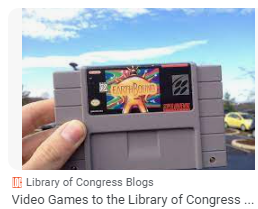 EARTHBOUND
Library of Congress Blogs
Video Games to the Library of Congress ...